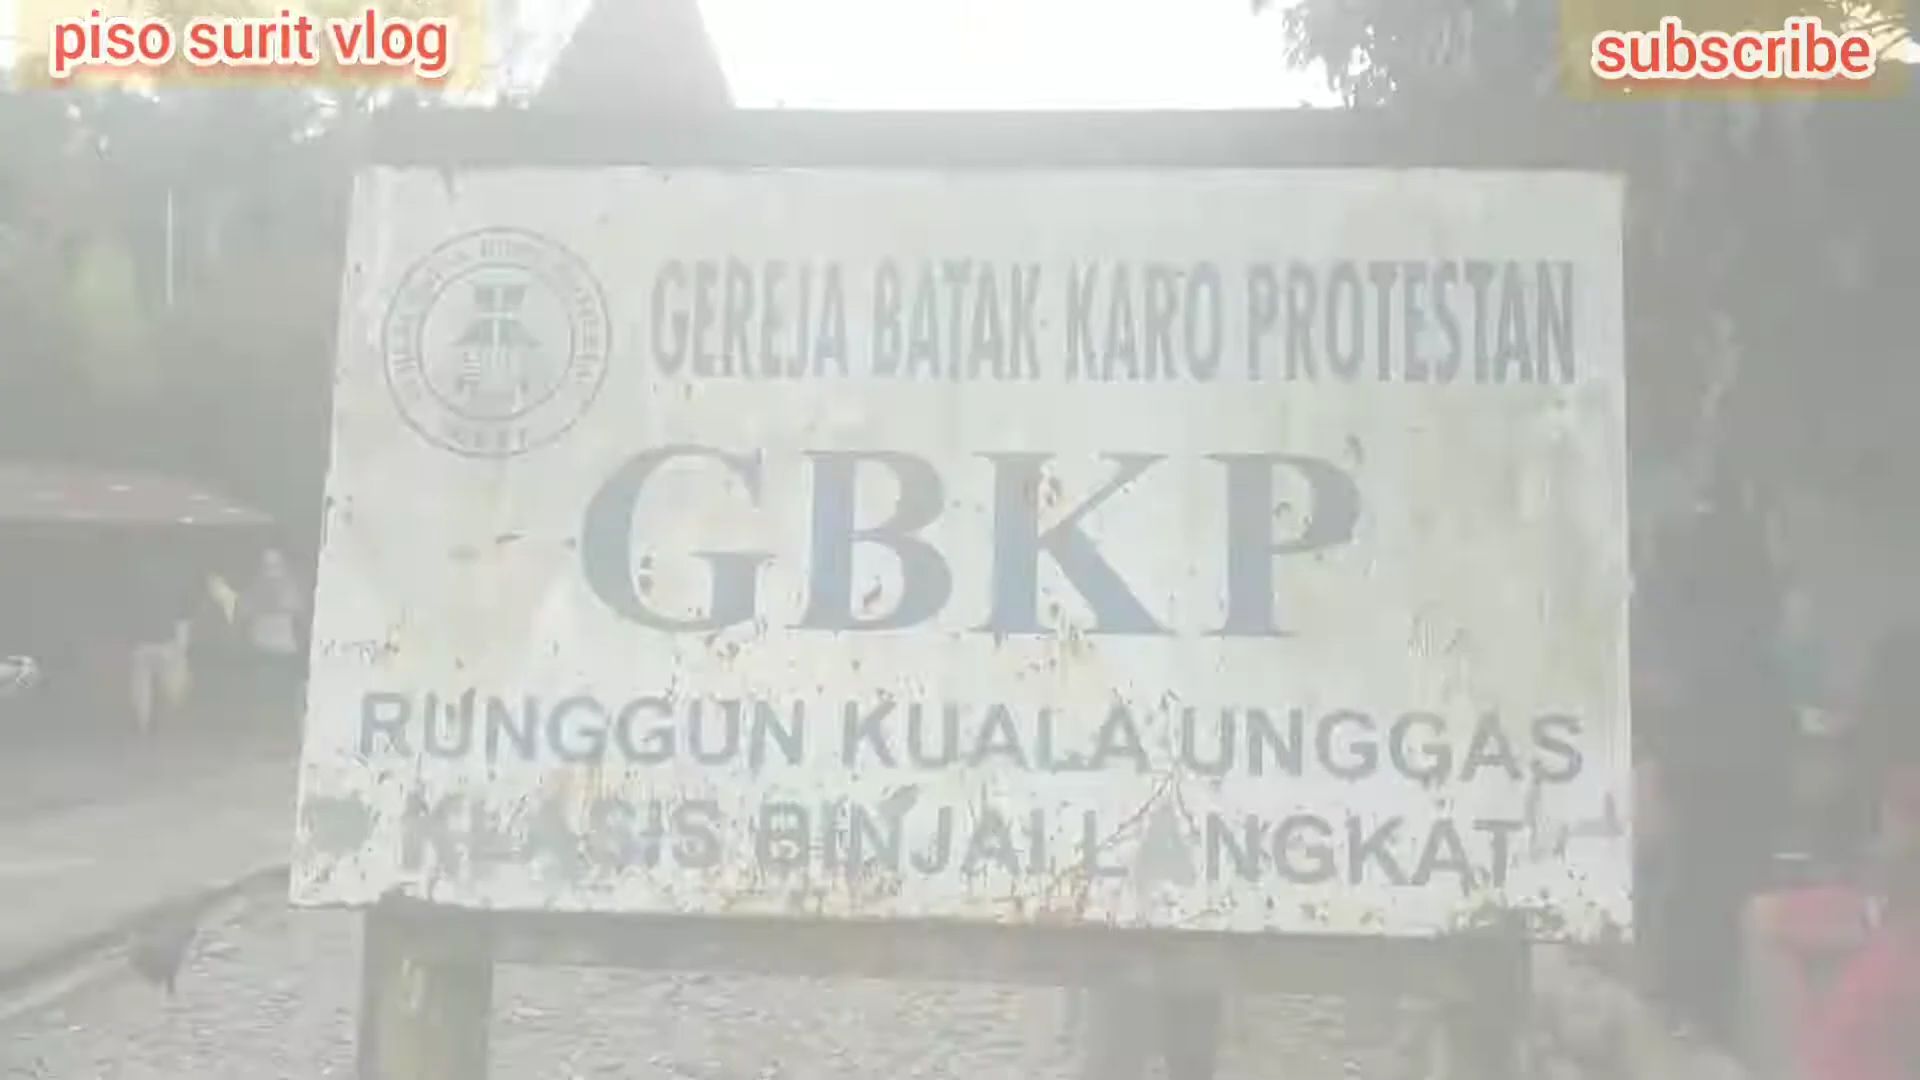 piso surit vlog
subscribe
GEREJA BATAK KARO PROTESTAN
GBKP
RUNGGUN KUALA UNGGAS
KLASIS BINJAI LANGKAT